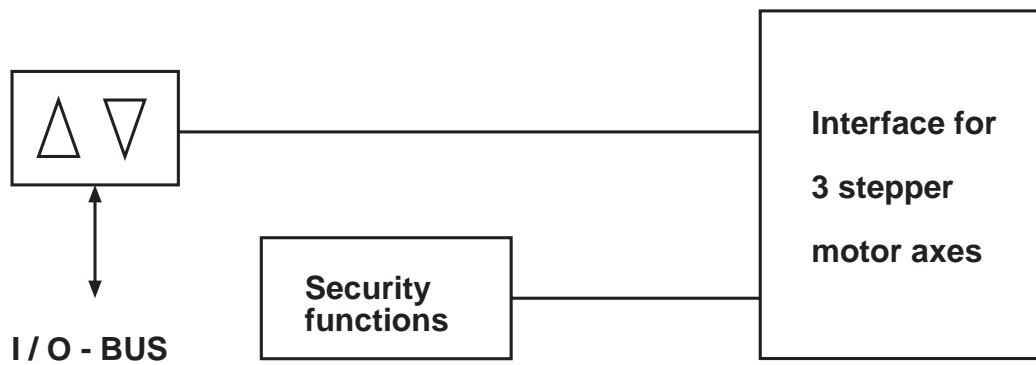 Interface for
3 stepper
motor axes
Security
functions
I / O - BUS